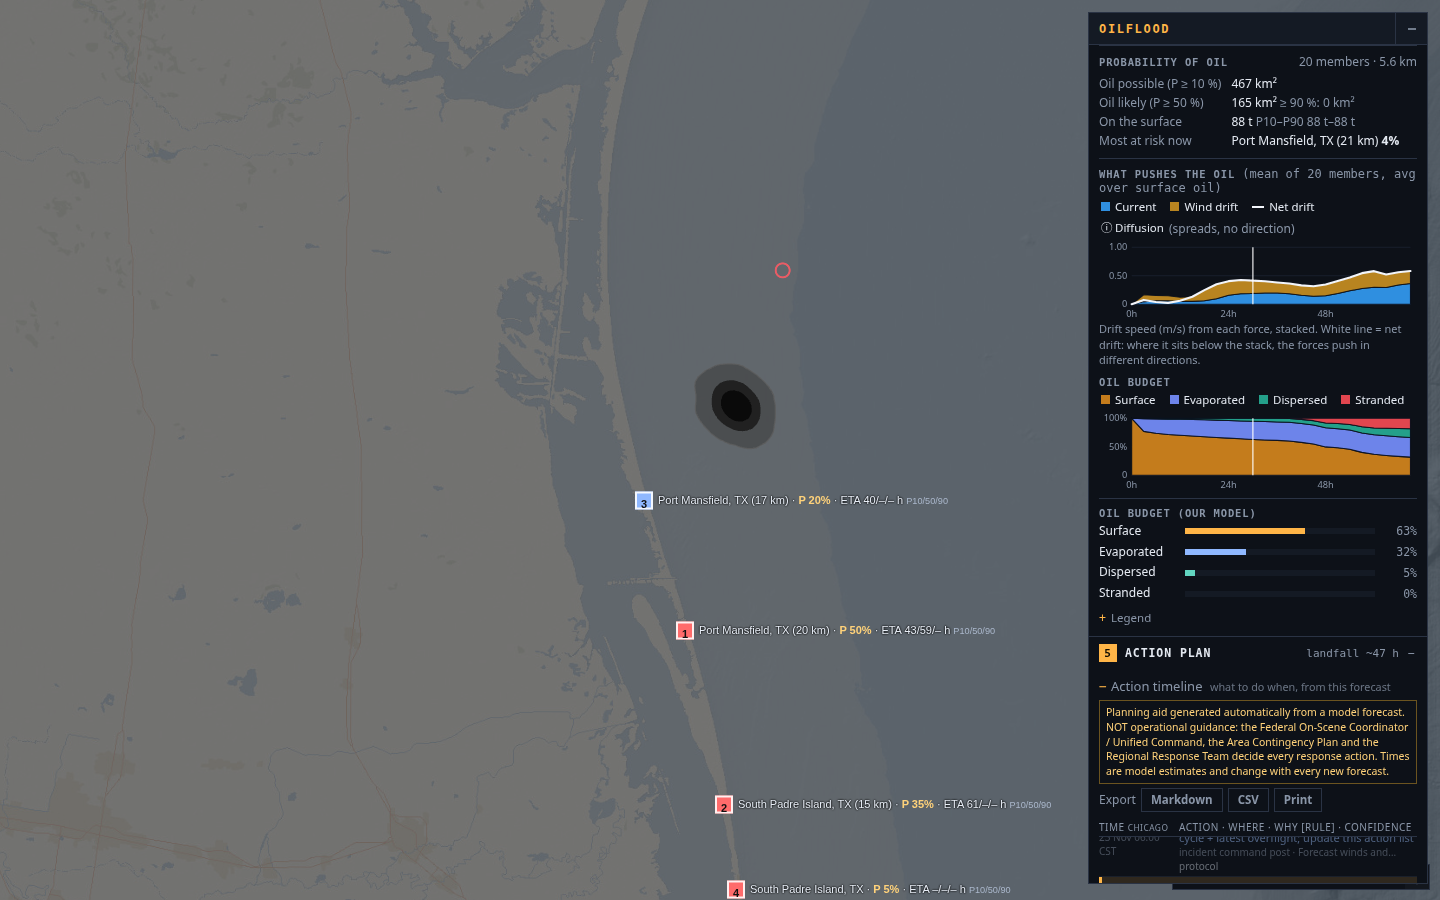 OILFLOOD –
PROBABILITY OF OIL 20 members · 5.6 km
Oil possible (P ≥ 10 %) 467 km²
Oil likely (P ≥ 50 %) 165 km² ≥ 90 %: 0 km²
On the surface 88 t P10–P90 88 t–88 t
Most at risk now Port Mansfield, TX (21 km) 4%
WHAT PUSHES THE OIL (mean of 20 members, avg
over surface oil)
Current Wind drift Net drift
ⓘ Diffusion (spreads, no direction)
1.00
0.50
0
0h 24h 48h
Drift speed (m/s) from each force, stacked. White line = net
drift: where it sits below the stack, the forces push in
different directions.
OIL BUDGET
Surface Evaporated Dispersed Stranded
100%
50%
0
0h 24h 48h
OIL BUDGET (OUR MODEL)
Surface 63%
Evaporated 32%
Dispersed 5%
Stranded 0%
+ Legend
5 ACTION PLAN landfall ~47 h –
– Action timeline what to do when, from this forecast
Planning aid generated automatically from a model forecast.
NOT operational guidance: the Federal On-Scene Coordinator
/ Unified Command, the Area Contingency Plan and the
Regional Response Team decide every response action. Times
are model estimates and change with every new forecast.
Export Markdown CSV Print
TIME CHICAGO ACTION · WHERE · WHY [RULE] · CONFIDENCE
cycle + latest overflight; update this action list
CST incident command post · Forecast winds and...
protocol
3 Port Mansfield, TX (17 km) · P 20% · ETA 40/–/– h P10/50/90
1 Port Mansfield, TX (20 km) · P 50% · ETA 43/59/– h P10/50/90
2 South Padre Island, TX (15 km) · P 35% · ETA 61/–/– h P10/50/90
4 South Padre Island, TX · P 5% · ETA –/–/– h P10/50/90